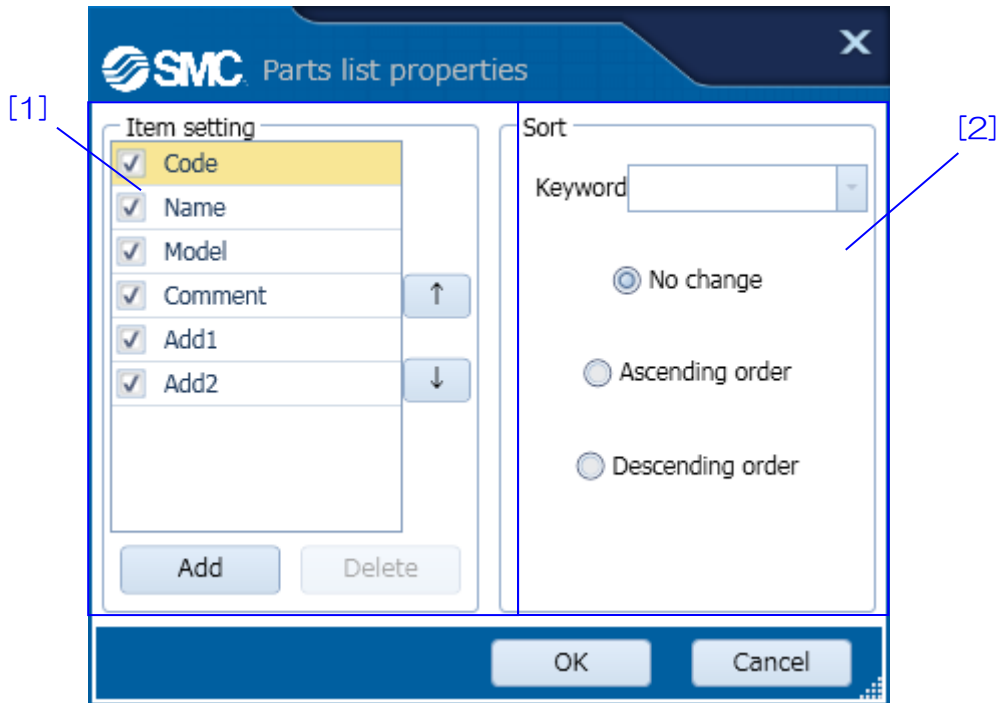 SMC Parts list properties X
[1]
[2]
Item setting
Code
Name
Model
Comment
Add1
Add2
↑
↓
Add Delete
Sort
Keyword
No change
Ascending order
Descending order
OK Cancel